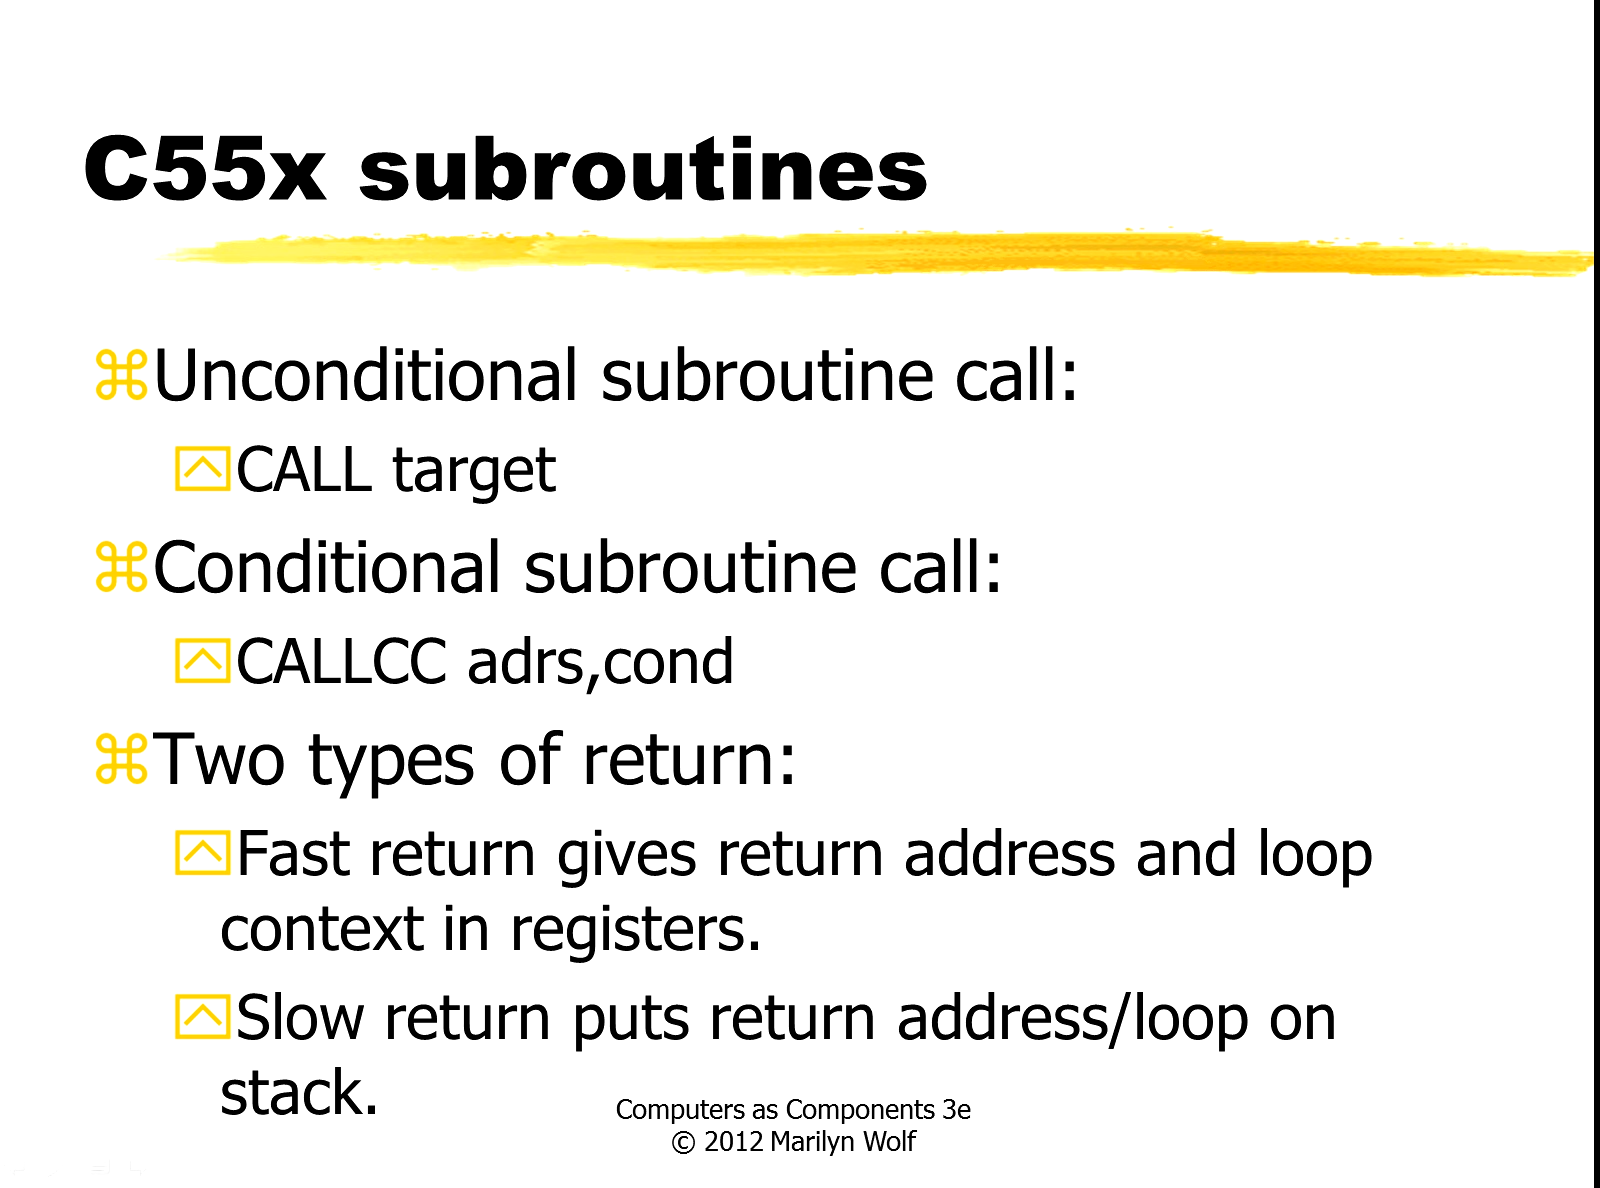 C55x subroutines
⌘Unconditional subroutine call:
CALL target
⌘Conditional subroutine call:
CALLCC adrs,cond
⌘Two types of return:
Fast return gives return address and loop
context in registers.
Slow return puts return address/loop on
stack.
Computers as Components 3e
© 2012 Marilyn Wolf